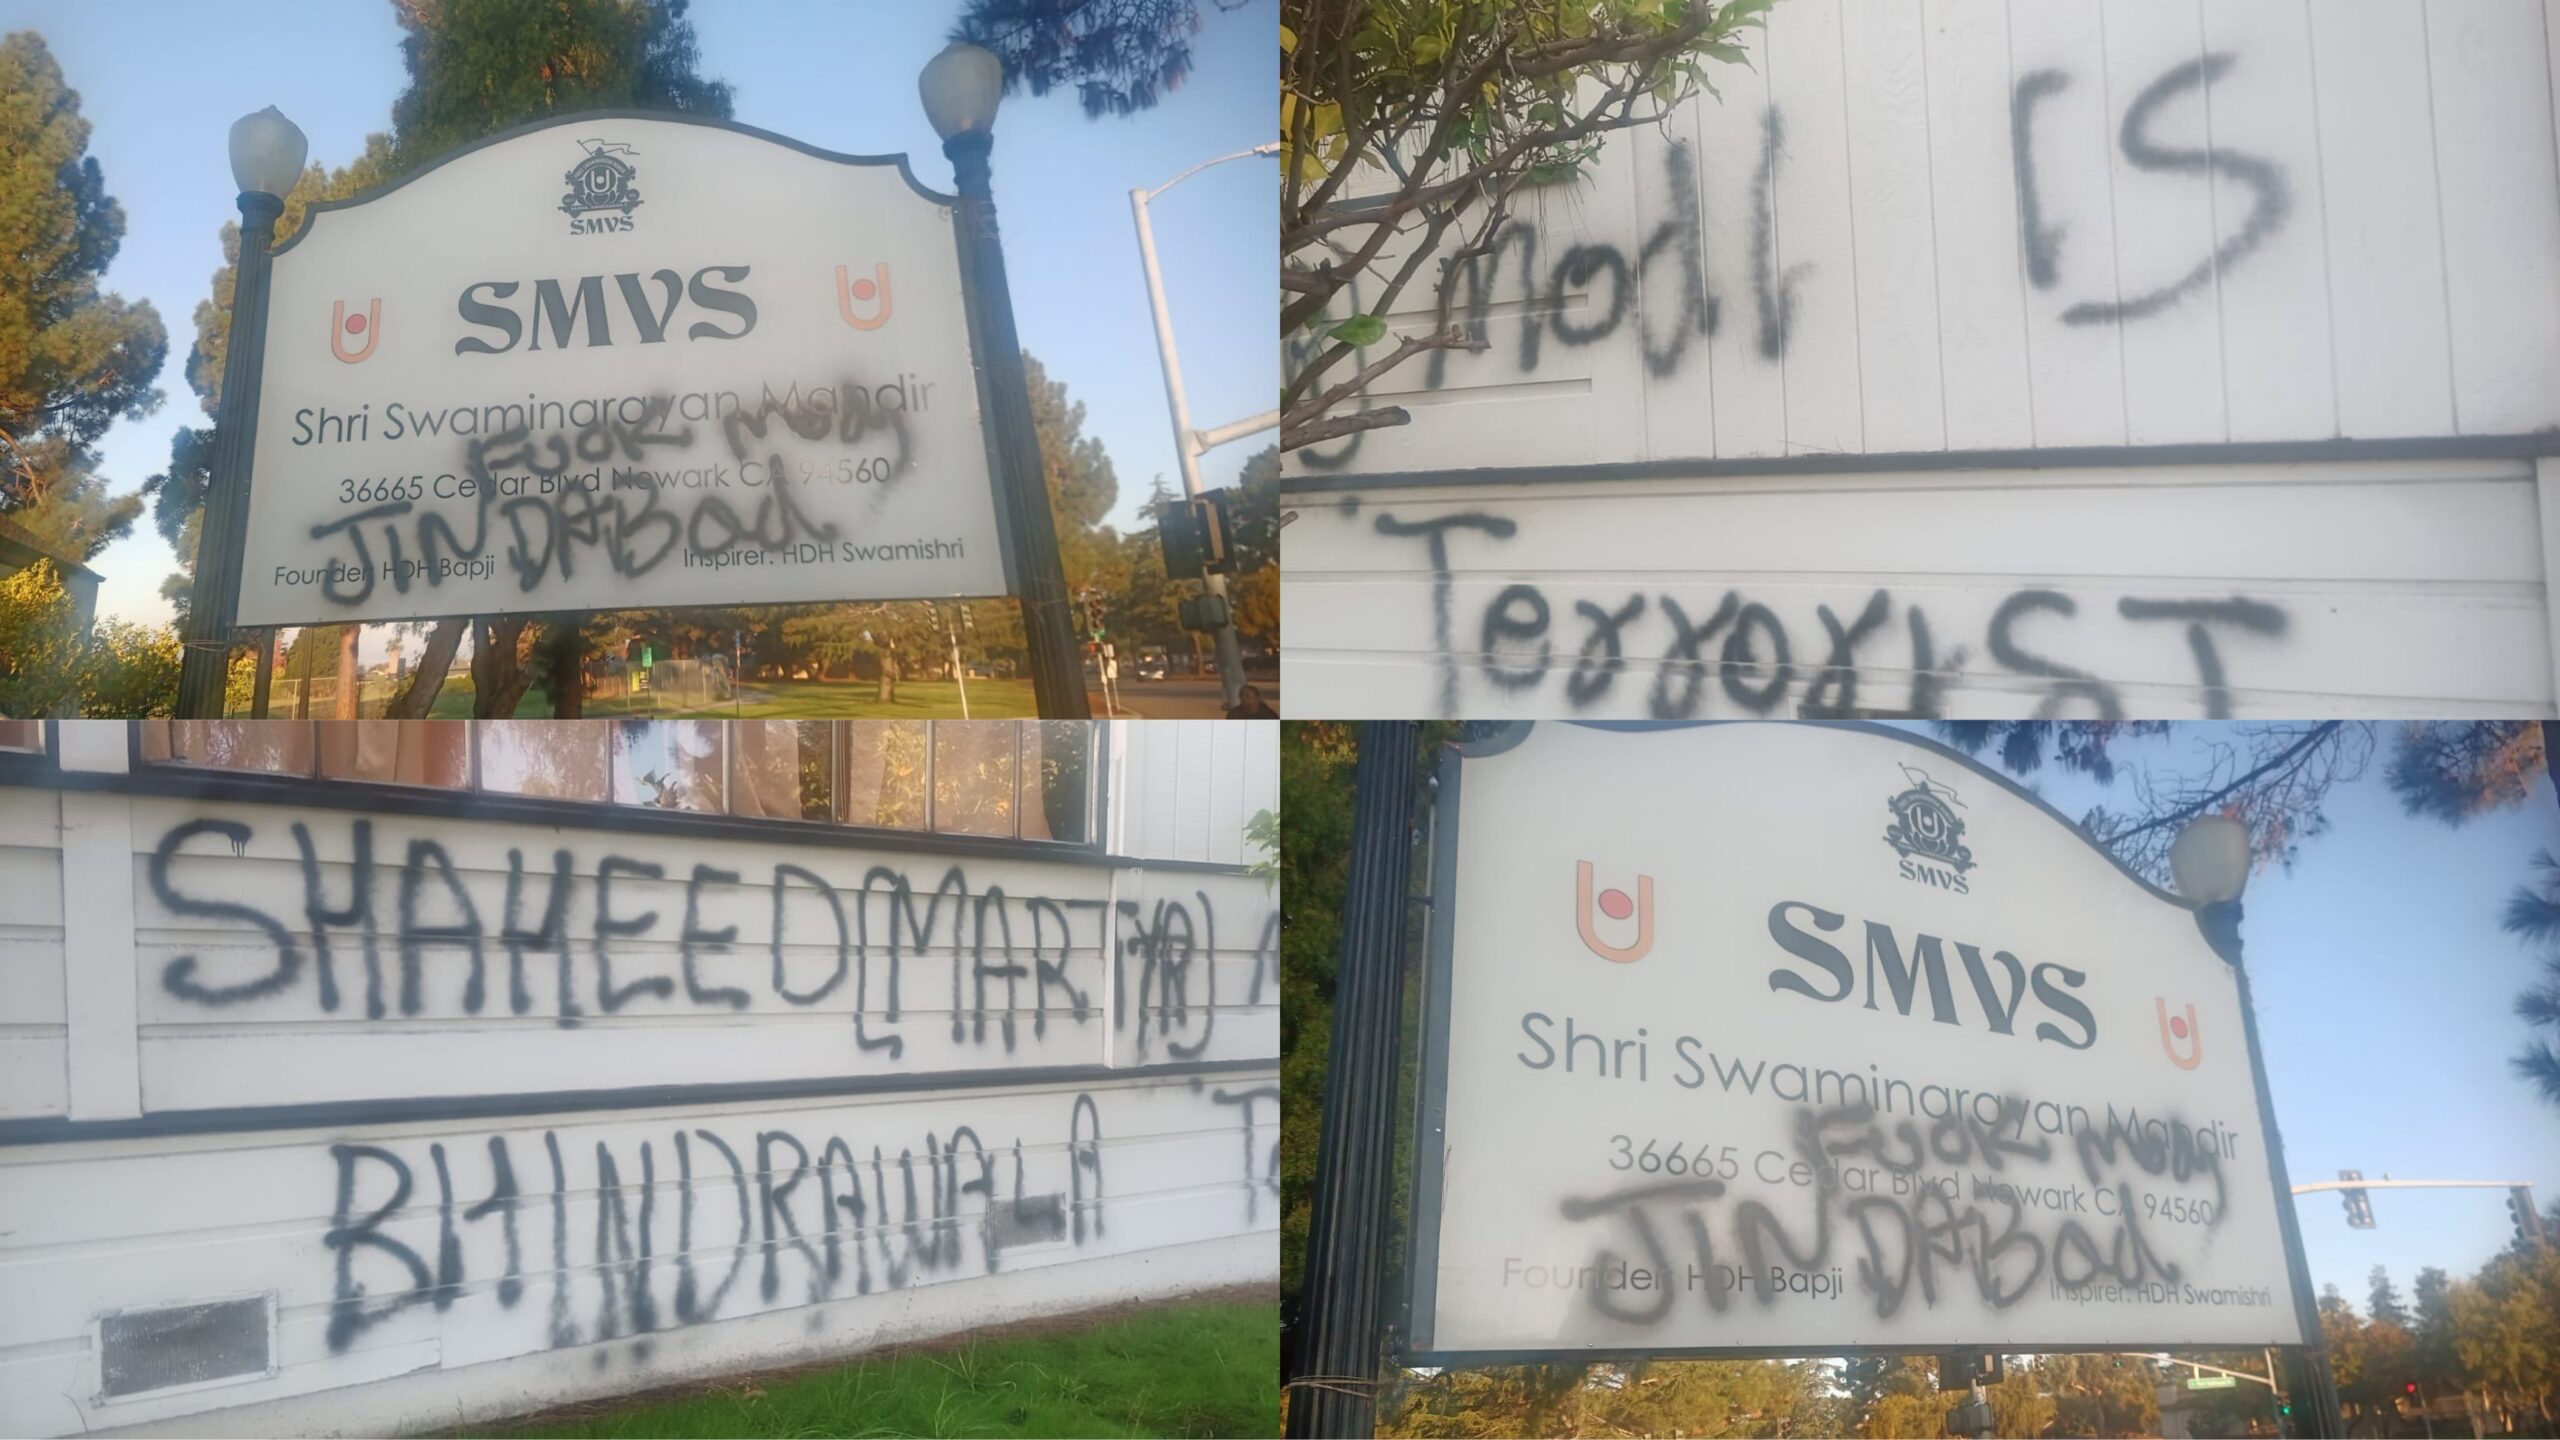 SMVS
SMVS
Shri Swaminarayan Mandir
Fuck Mody
36665 Cedar Blvd Newark CA 94560
JINDABad
Founder: HDH Bapji
Inspirer: HDH Swamishri
Modi IS
TerrorIST
SHAHEED (MARTYR)
BHINDRAWALA
SMVS
SMVS
Shri Swaminarayan Mandir
Fuck Mody
36665 Cedar Blvd Newark CA 94560
JINDABad
Founder: HDH Bapji
Inspirer: HDH Swamishri